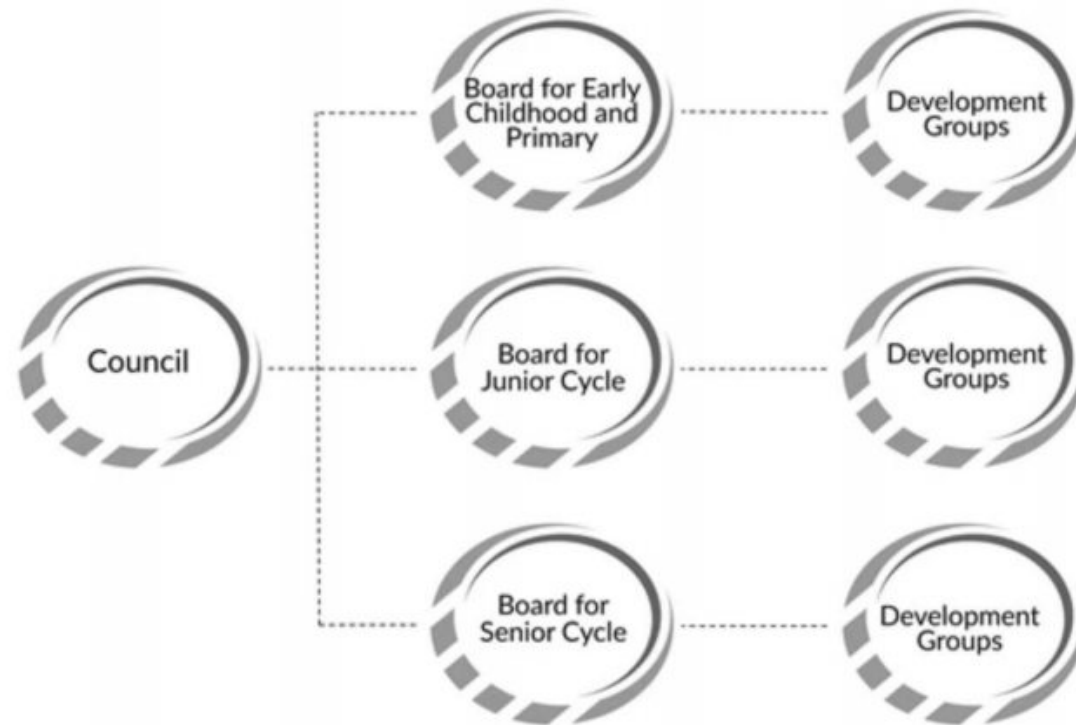 Board for Early
Childhood and
Primary
Development
Groups
Council
Board for
Junior Cycle
Development
Groups
Board for
Senior Cycle
Development
Groups